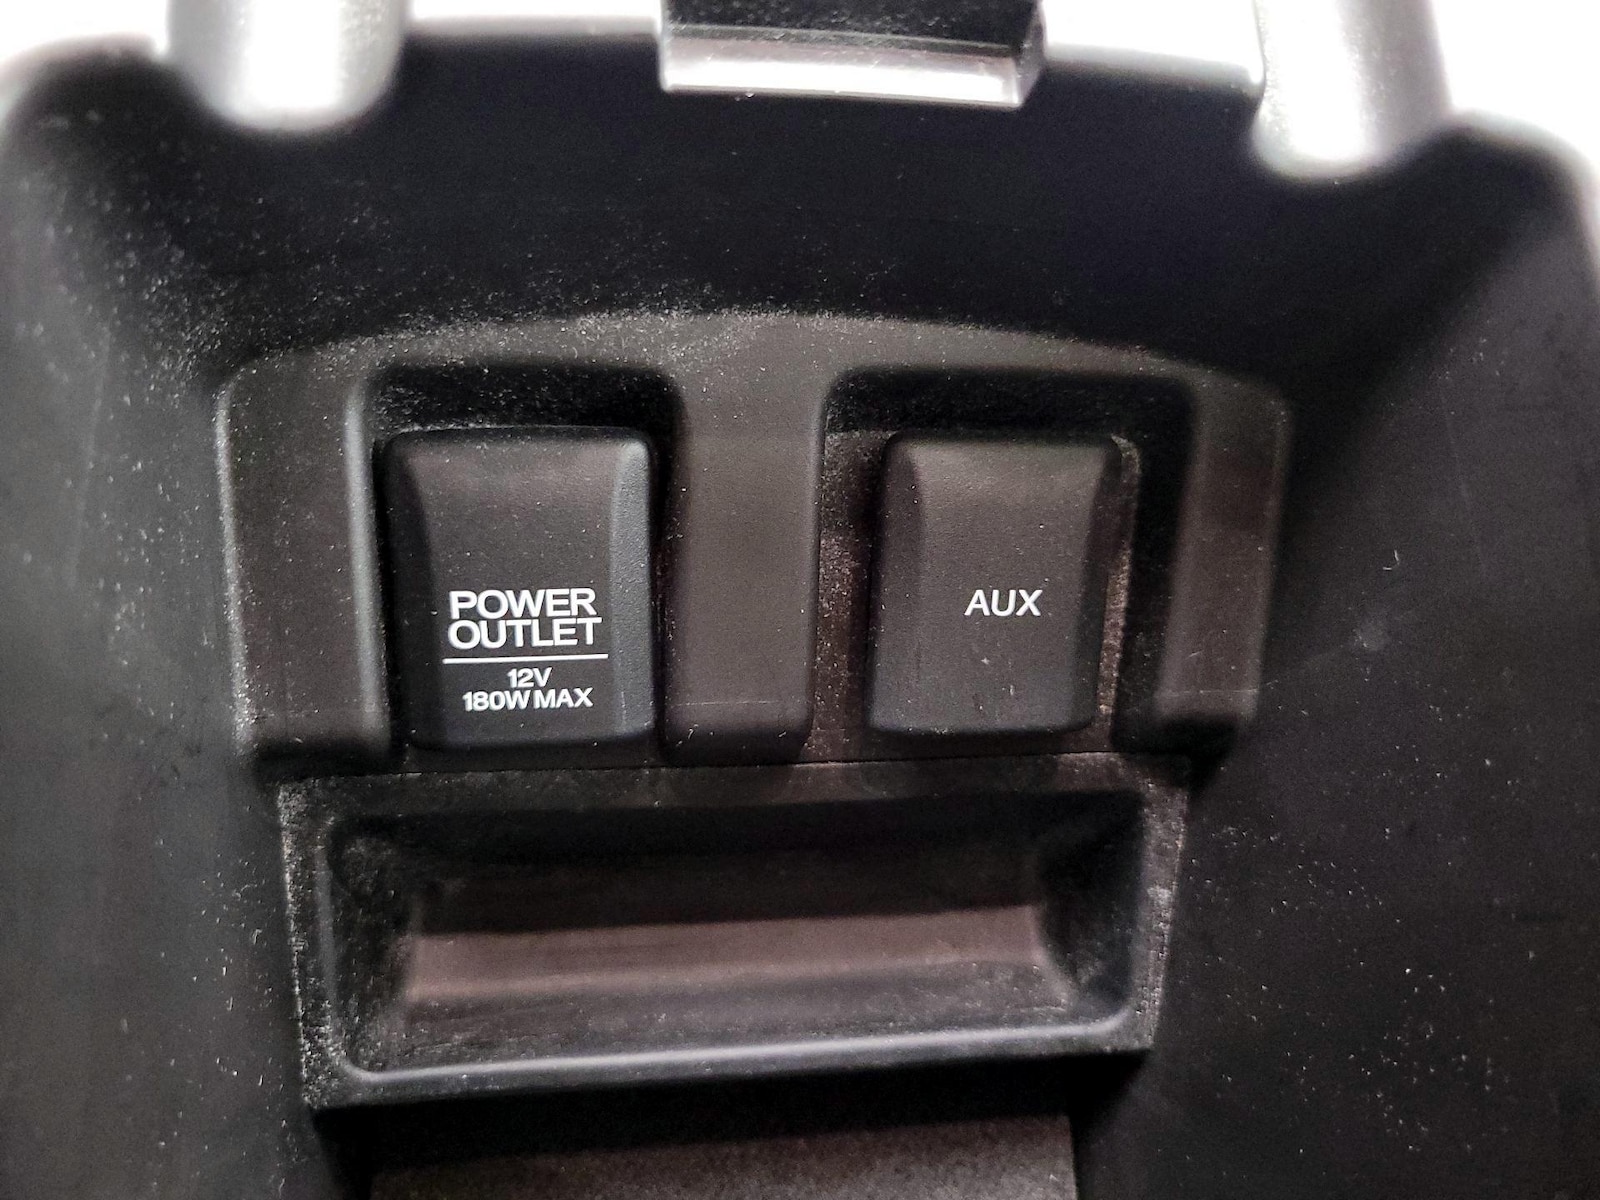 POWER
OUTLET
12V
180W MAX
AUX